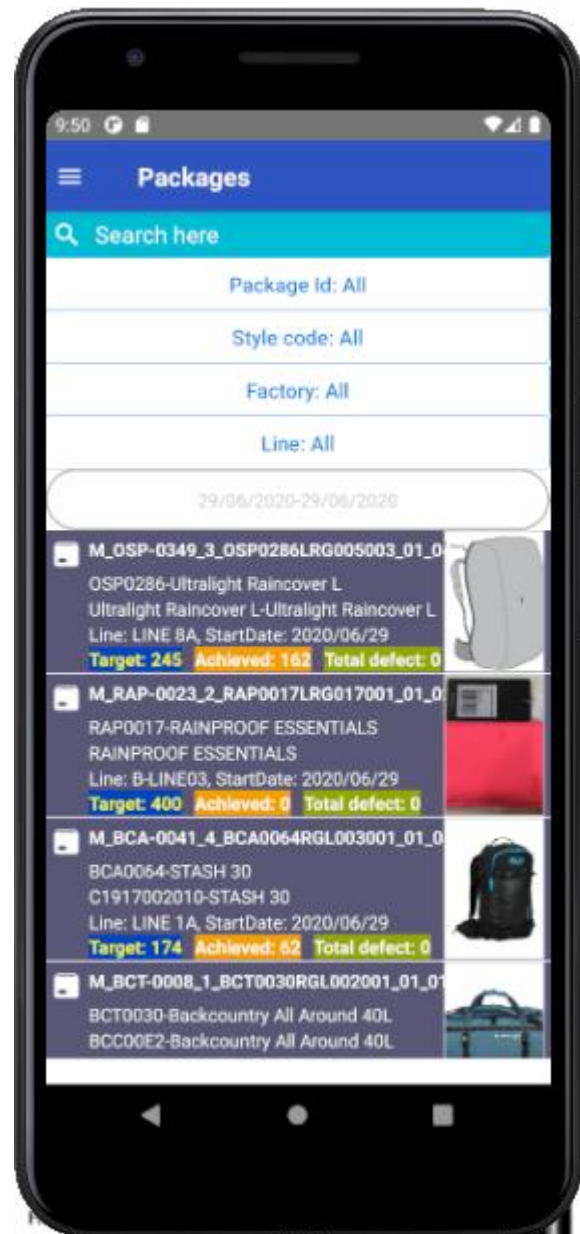 9:50
Packages
Search here
Package Id: All
Style code: All
Factory: All
Line: All
29/06/2020-29/06/2020
M_OSP-0349_3_OSP0286LRG005003_01_0
OSP0286-Ultralight Raincover L
Ultralight Raincover L-Ultralight Raincover L
Line: LINE 8A, StartDate: 2020/06/29
Target: 245 Achieved: 162 Total defect: 0
M_RAP-0023_2_RAP0017LRG017001_01_0
RAP0017-RAINPROOF ESSENTIALS
RAINPROOF ESSENTIALS
Line: B-LINE03, StartDate: 2020/06/29
Target: 400 Achieved: 0 Total defect: 0
M_BCA-0041_4_BCA0064RGL003001_01_0
BCA0064-STASH 30
C1917002010-STASH 30
Line: LINE 1A, StartDate: 2020/06/29
Target: 174 Achieved: 62 Total defect: 0
M_BCT-0008_1_BCT0030RGL002001_01_01
BCT0030-Backcountry All Around 40L
BCC00E2-Backcountry All Around 40L